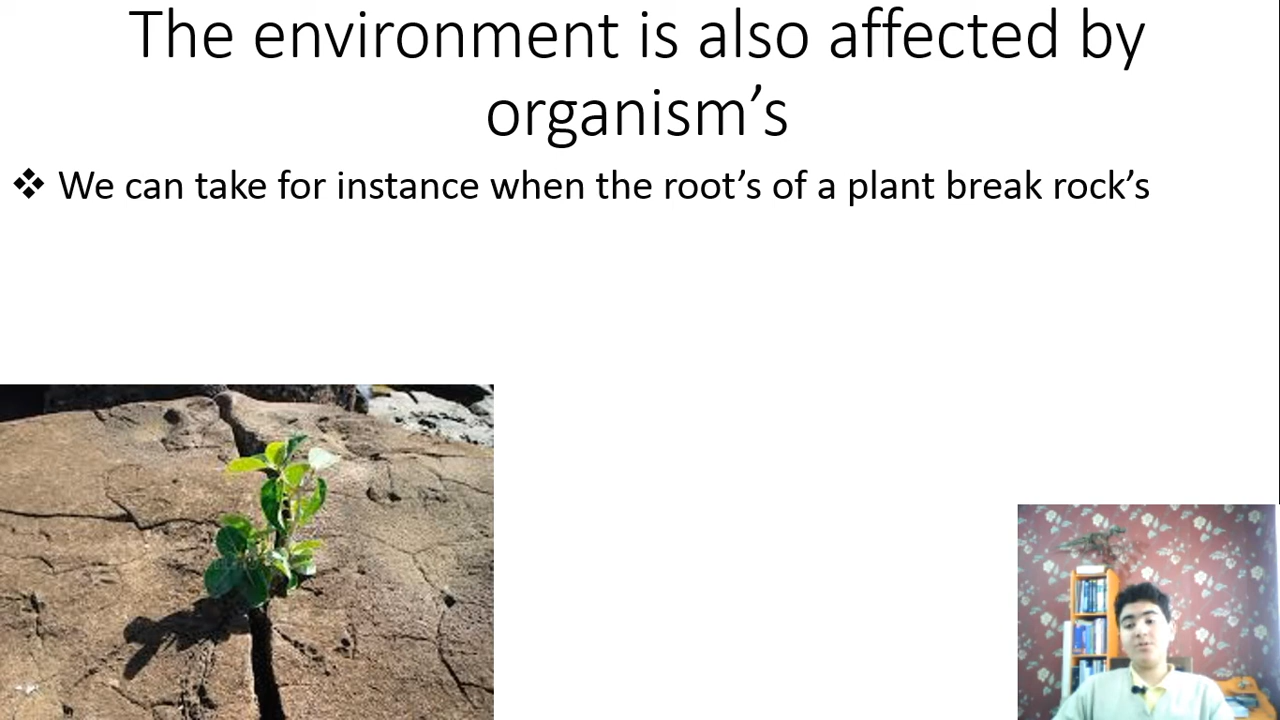 The environment is also affected by
organism’s
❖ We can take for instance when the root’s of a plant break rock’s